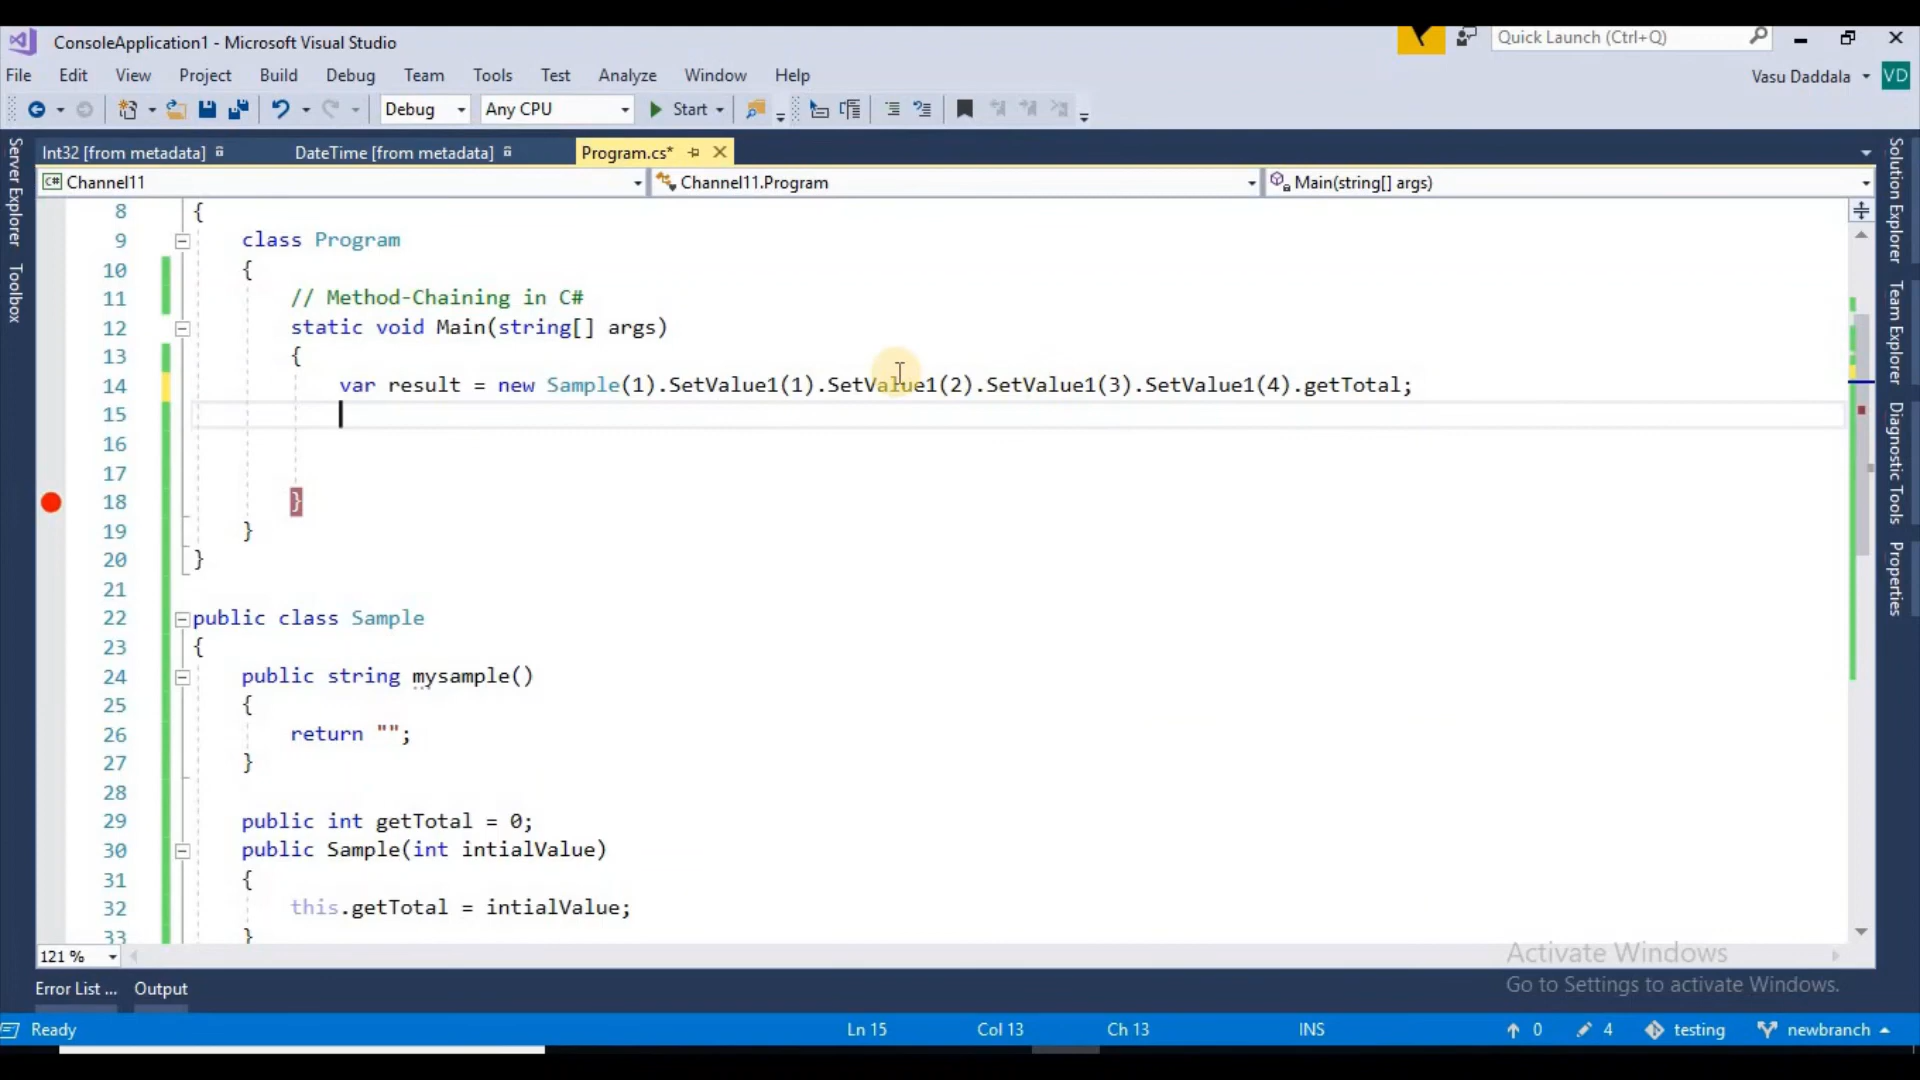 ConsoleApplication1 - Microsoft Visual Studio
Quick Launch (Ctrl+Q)
File Edit View Project Build Debug Team Tools Test Analyze Window Help
Vasu Daddala VD
Debug Any CPU Start
Int32 [from metadata] DateTime [from metadata] Program.cs*
C# Channel11 Channel11.Program Main(string[] args)
Server Explorer
Toolbox
Solution Explorer
Team Explorer
Diagnostic Tools
Properties
8 {
9 class Program
10 {
11 // Method-Chaining in C#
12 static void Main(string[] args)
13 {
14 var result = new Sample(1).SetValue1(1).SetValue1(2).SetValue1(3).SetValue1(4).getTotal;
15
16
17
18 }
19 }
20 }
21
22 public class Sample
23 {
24 public string mysample()
25 {
26 return "";
27 }
28
29 public int getTotal = 0;
30 public Sample(int intialValue)
31 {
32 this.getTotal = intialValue;
33 }
121 %
Activate Windows
Go to Settings to activate Windows.
Error List ... Output
Ready Ln 15 Col 13 Ch 13 INS 0 4 testing newbranch